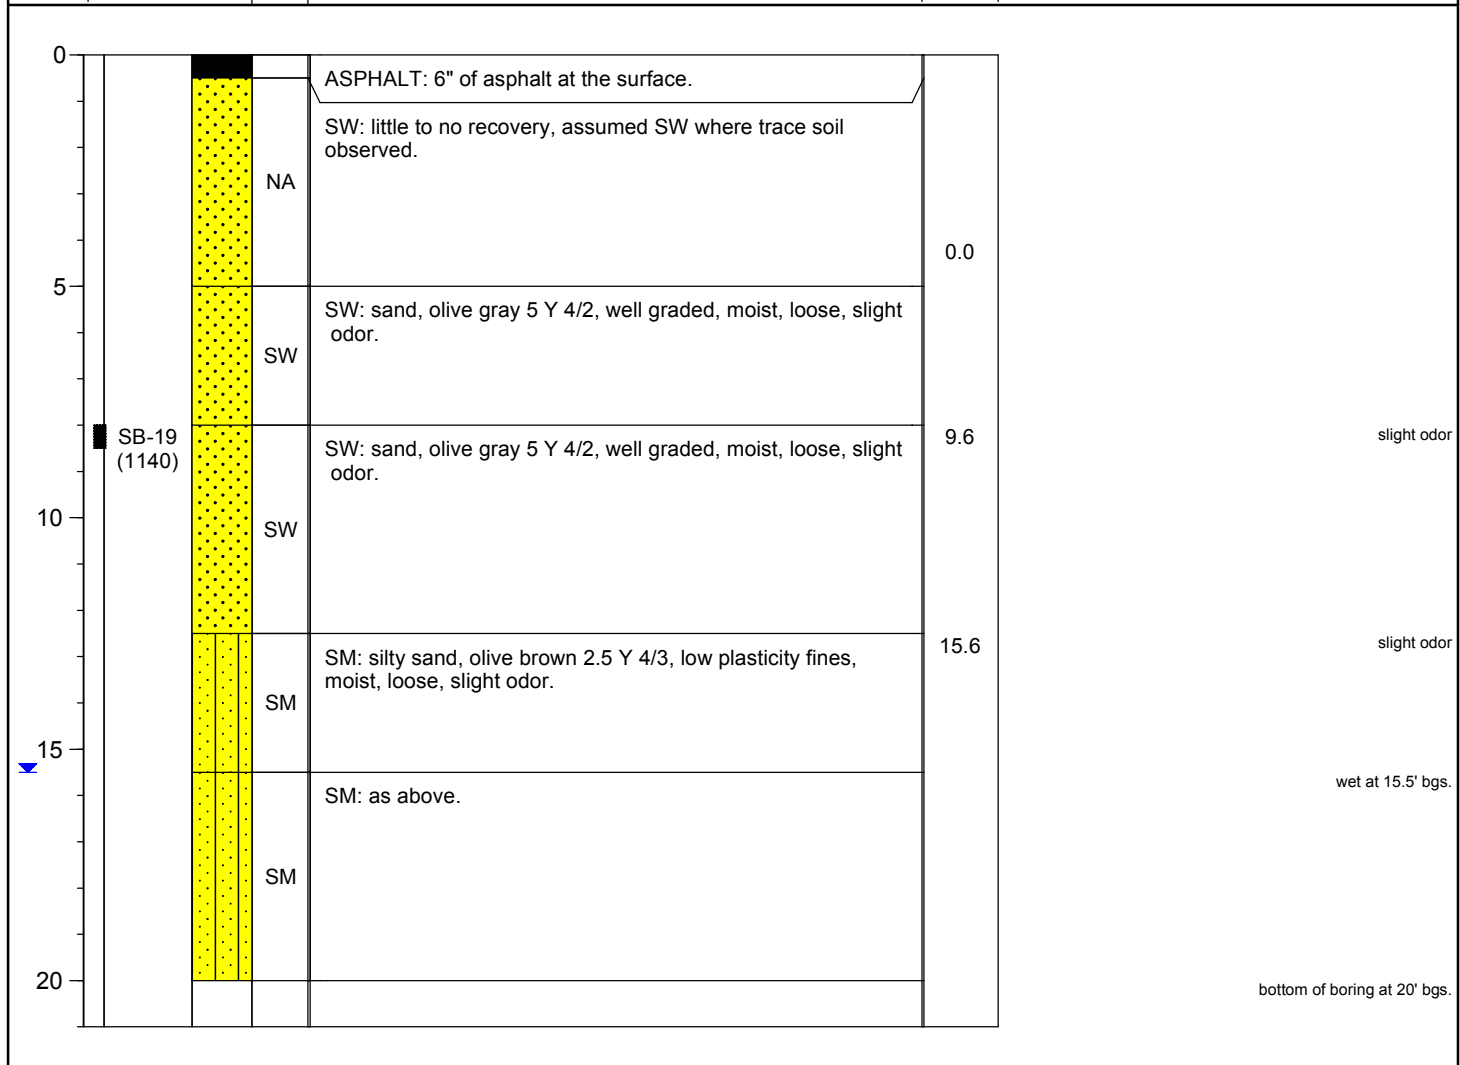 0
ASPHALT: 6" of asphalt at the surface.
SW: little to no recovery, assumed SW where trace soil
observed.
NA
0.0
5
SW: sand, olive gray 5 Y 4/2, well graded, moist, loose, slight
odor.
SW
SB-19
(1140)
9.6
slight odor
SW: sand, olive gray 5 Y 4/2, well graded, moist, loose, slight
odor.
10
SW
15.6
slight odor
SM: silty sand, olive brown 2.5 Y 4/3, low plasticity fines,
moist, loose, slight odor.
SM
15
wet at 15.5' bgs.
SM: as above.
SM
20
bottom of boring at 20' bgs.